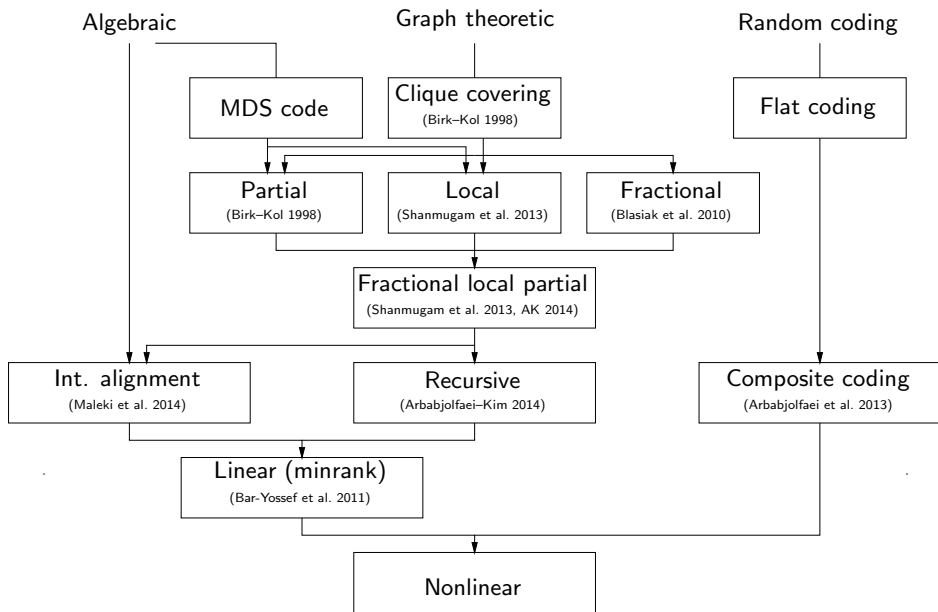 Algebraic
Graph theoretic
Random coding
MDS code
Clique covering
(Birk–Kol 1998)
Flat coding
Partial
(Birk–Kol 1998)
Local
(Shanmugam et al. 2013)
Fractional
(Blasiak et al. 2010)
Fractional local partial
(Shanmugam et al. 2013, AK 2014)
Int. alignment
(Maleki et al. 2014)
Recursive
(Arbabjolfaei–Kim 2014)
Composite coding
(Arbabjolfaei et al. 2013)
Linear (minrank)
(Bar-Yossef et al. 2011)
Nonlinear